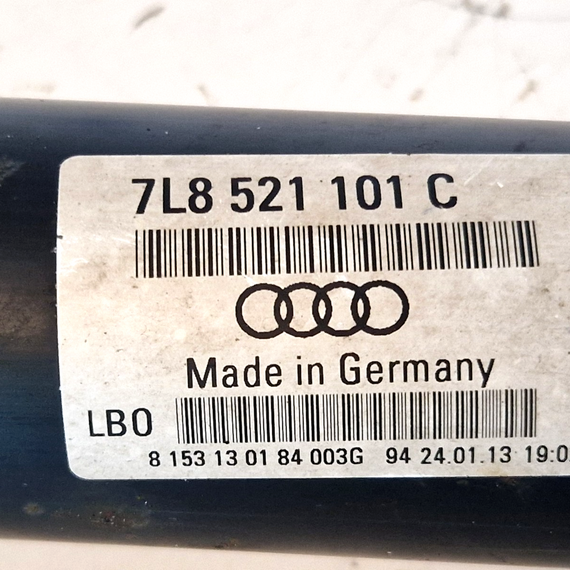 7L8 521 101 C
Made in Germany
LBO
8 153 13 01 84 003G 94 24.01.13 19:0